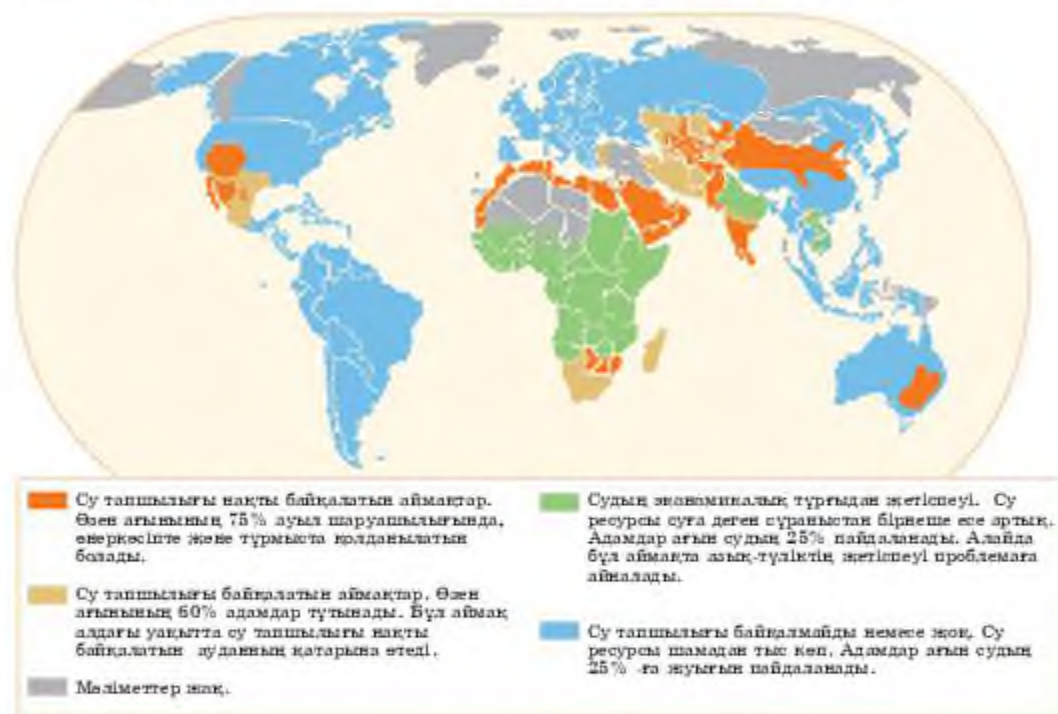 Су тапшылығы нақты байқалатын аймақтар.
Өзен ағынының 75% ауыл шаруашылығында,
өнеркәсіпте және тұрмыста қолданылатын
болады.
Су тапшылығы байқалатын аймақтар. Өзен
ағынының 60% адамдар тұтынады. Бұл аймақ
алдағы уақытта су тапшылығы нақты
байқалатын ауданның қатарына өтеді.
Мәліметтер жақ.
Судың экономикалық тұрғыдан жетіспеуі. Су
ресурсы суға деген сұраныстан бірнеше есе артық.
Адамдар ағын судың 25% пайдаланады. Алайда
бұл аймақта азық-түліктің жетіспеуі проблемаға
айналады.
Су тапшылығы байқалмайды немесе жоқ. Су
ресурсы шамадан тыс көп. Адамдар ағын судың
25% -ға жуығын пайдаланады.